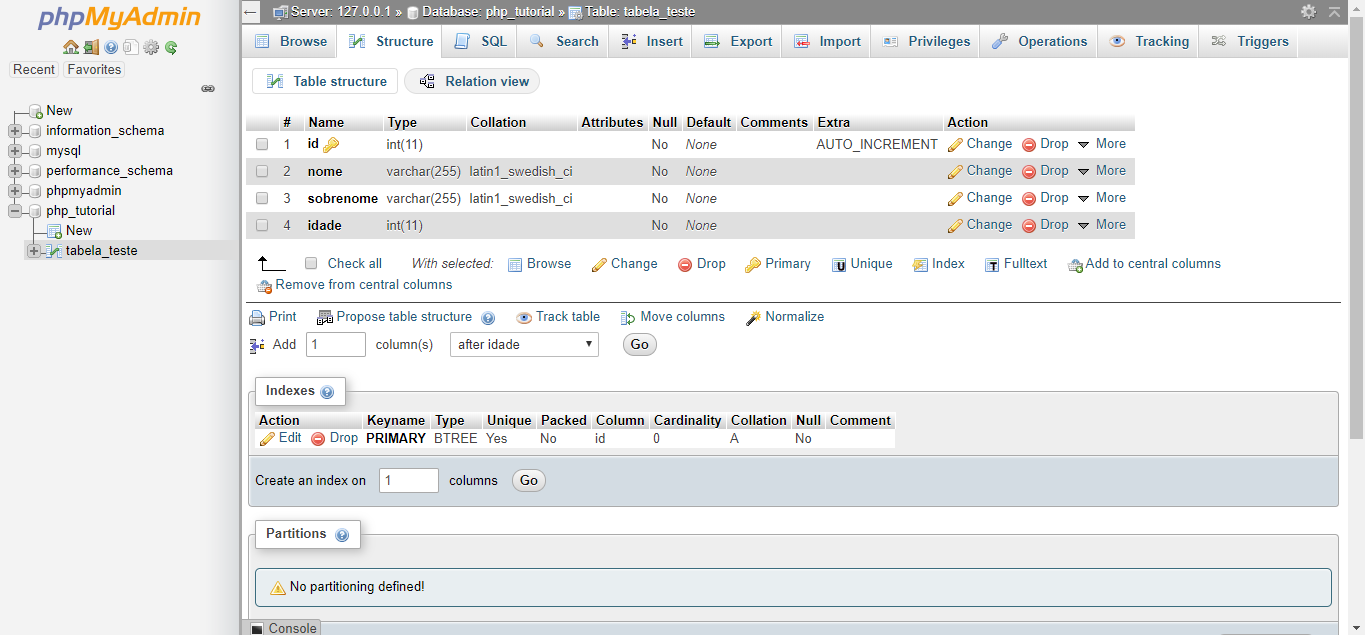 phpMyAdmin
Recent Favorites
New
information_schema
mysql
performance_schema
phpmyadmin
php_tutorial
New
tabela_teste
Server: 127.0.0.1 » Database: php_tutorial » Table: tabela_teste
Browse Structure SQL Search Insert Export Import Privileges Operations Tracking Triggers
Table structure Relation view
# Name Type Collation Attributes Null Default Comments Extra Action
1 id int(11) No None AUTO_INCREMENT Change Drop More
2 nome varchar(255) latin1_swedish_ci No None Change Drop More
3 sobrenome varchar(255) latin1_swedish_ci No None Change Drop More
4 idade int(11) No None Change Drop More
Check all With selected: Browse Change Drop Primary Unique Index Fulltext Add to central columns
Remove from central columns
Print Propose table structure Track table Move columns Normalize
Add 1 column(s) after idade Go
Indexes
Action Keyname Type Unique Packed Column Cardinality Collation Null Comment
Edit Drop PRIMARY BTREE Yes No id 0 A No
Create an index on 1 columns Go
Partitions
No partitioning defined!
Console